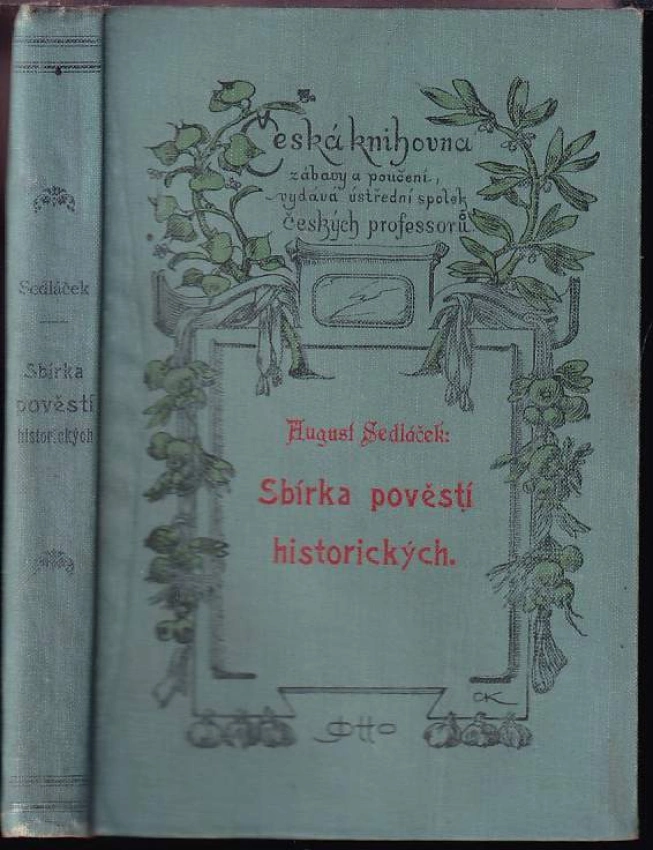 Sedláček
Sbírka
pověstí
historických
Česká knihovna
zábavy a poučení,
vydává ústřední spolek
českých professorů.
August Sedláček:
Sbírka pověstí
historických.
CK
OTTO